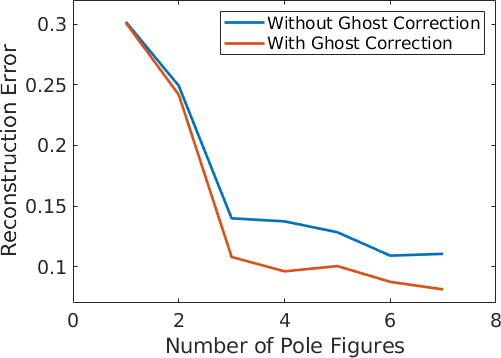 Without Ghost Correction
With Ghost Correction
Reconstruction Error
0.3
0.25
0.2
0.15
0.1
0 2 4 6 8
Number of Pole Figures